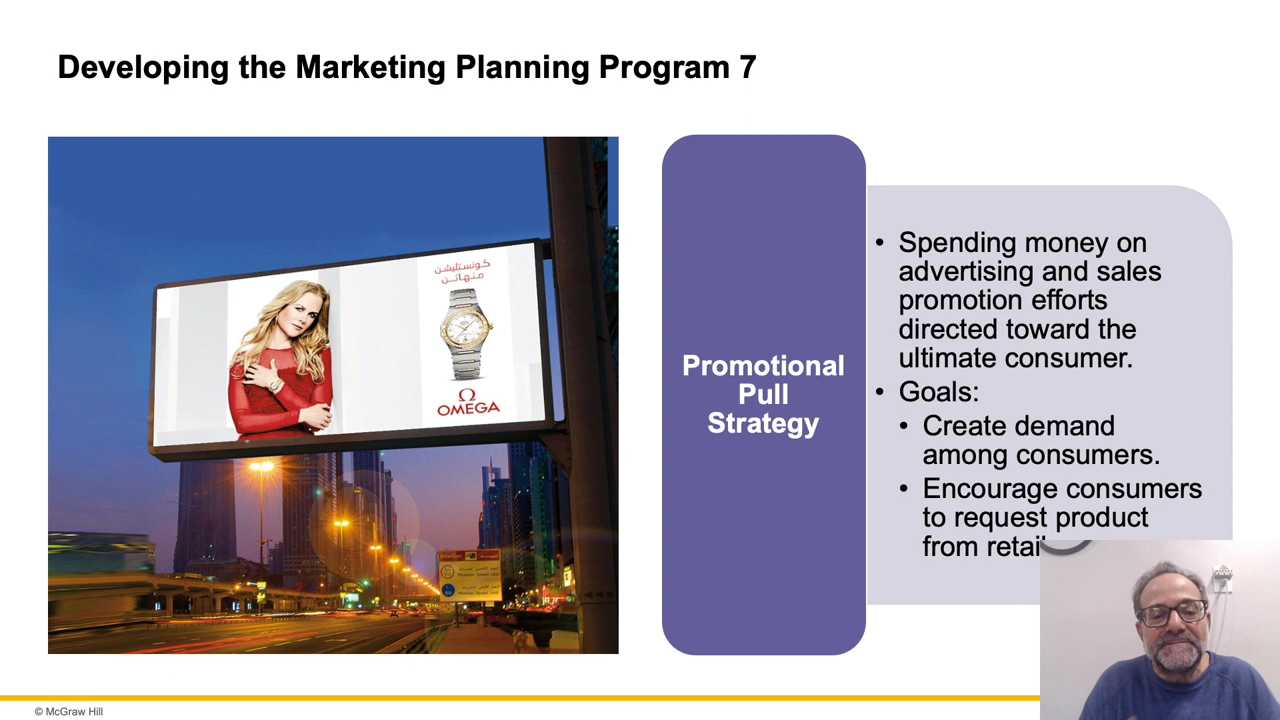 Developing the Marketing Planning Program 7
كونستليشن
منهاتن
OMEGA
Promotional
Pull
Strategy
• Spending money on
advertising and sales
promotion efforts
directed toward the
ultimate consumer.
• Goals:
• Create demand
among consumers.
• Encourage consumers
to request product
from retail
© McGraw Hill